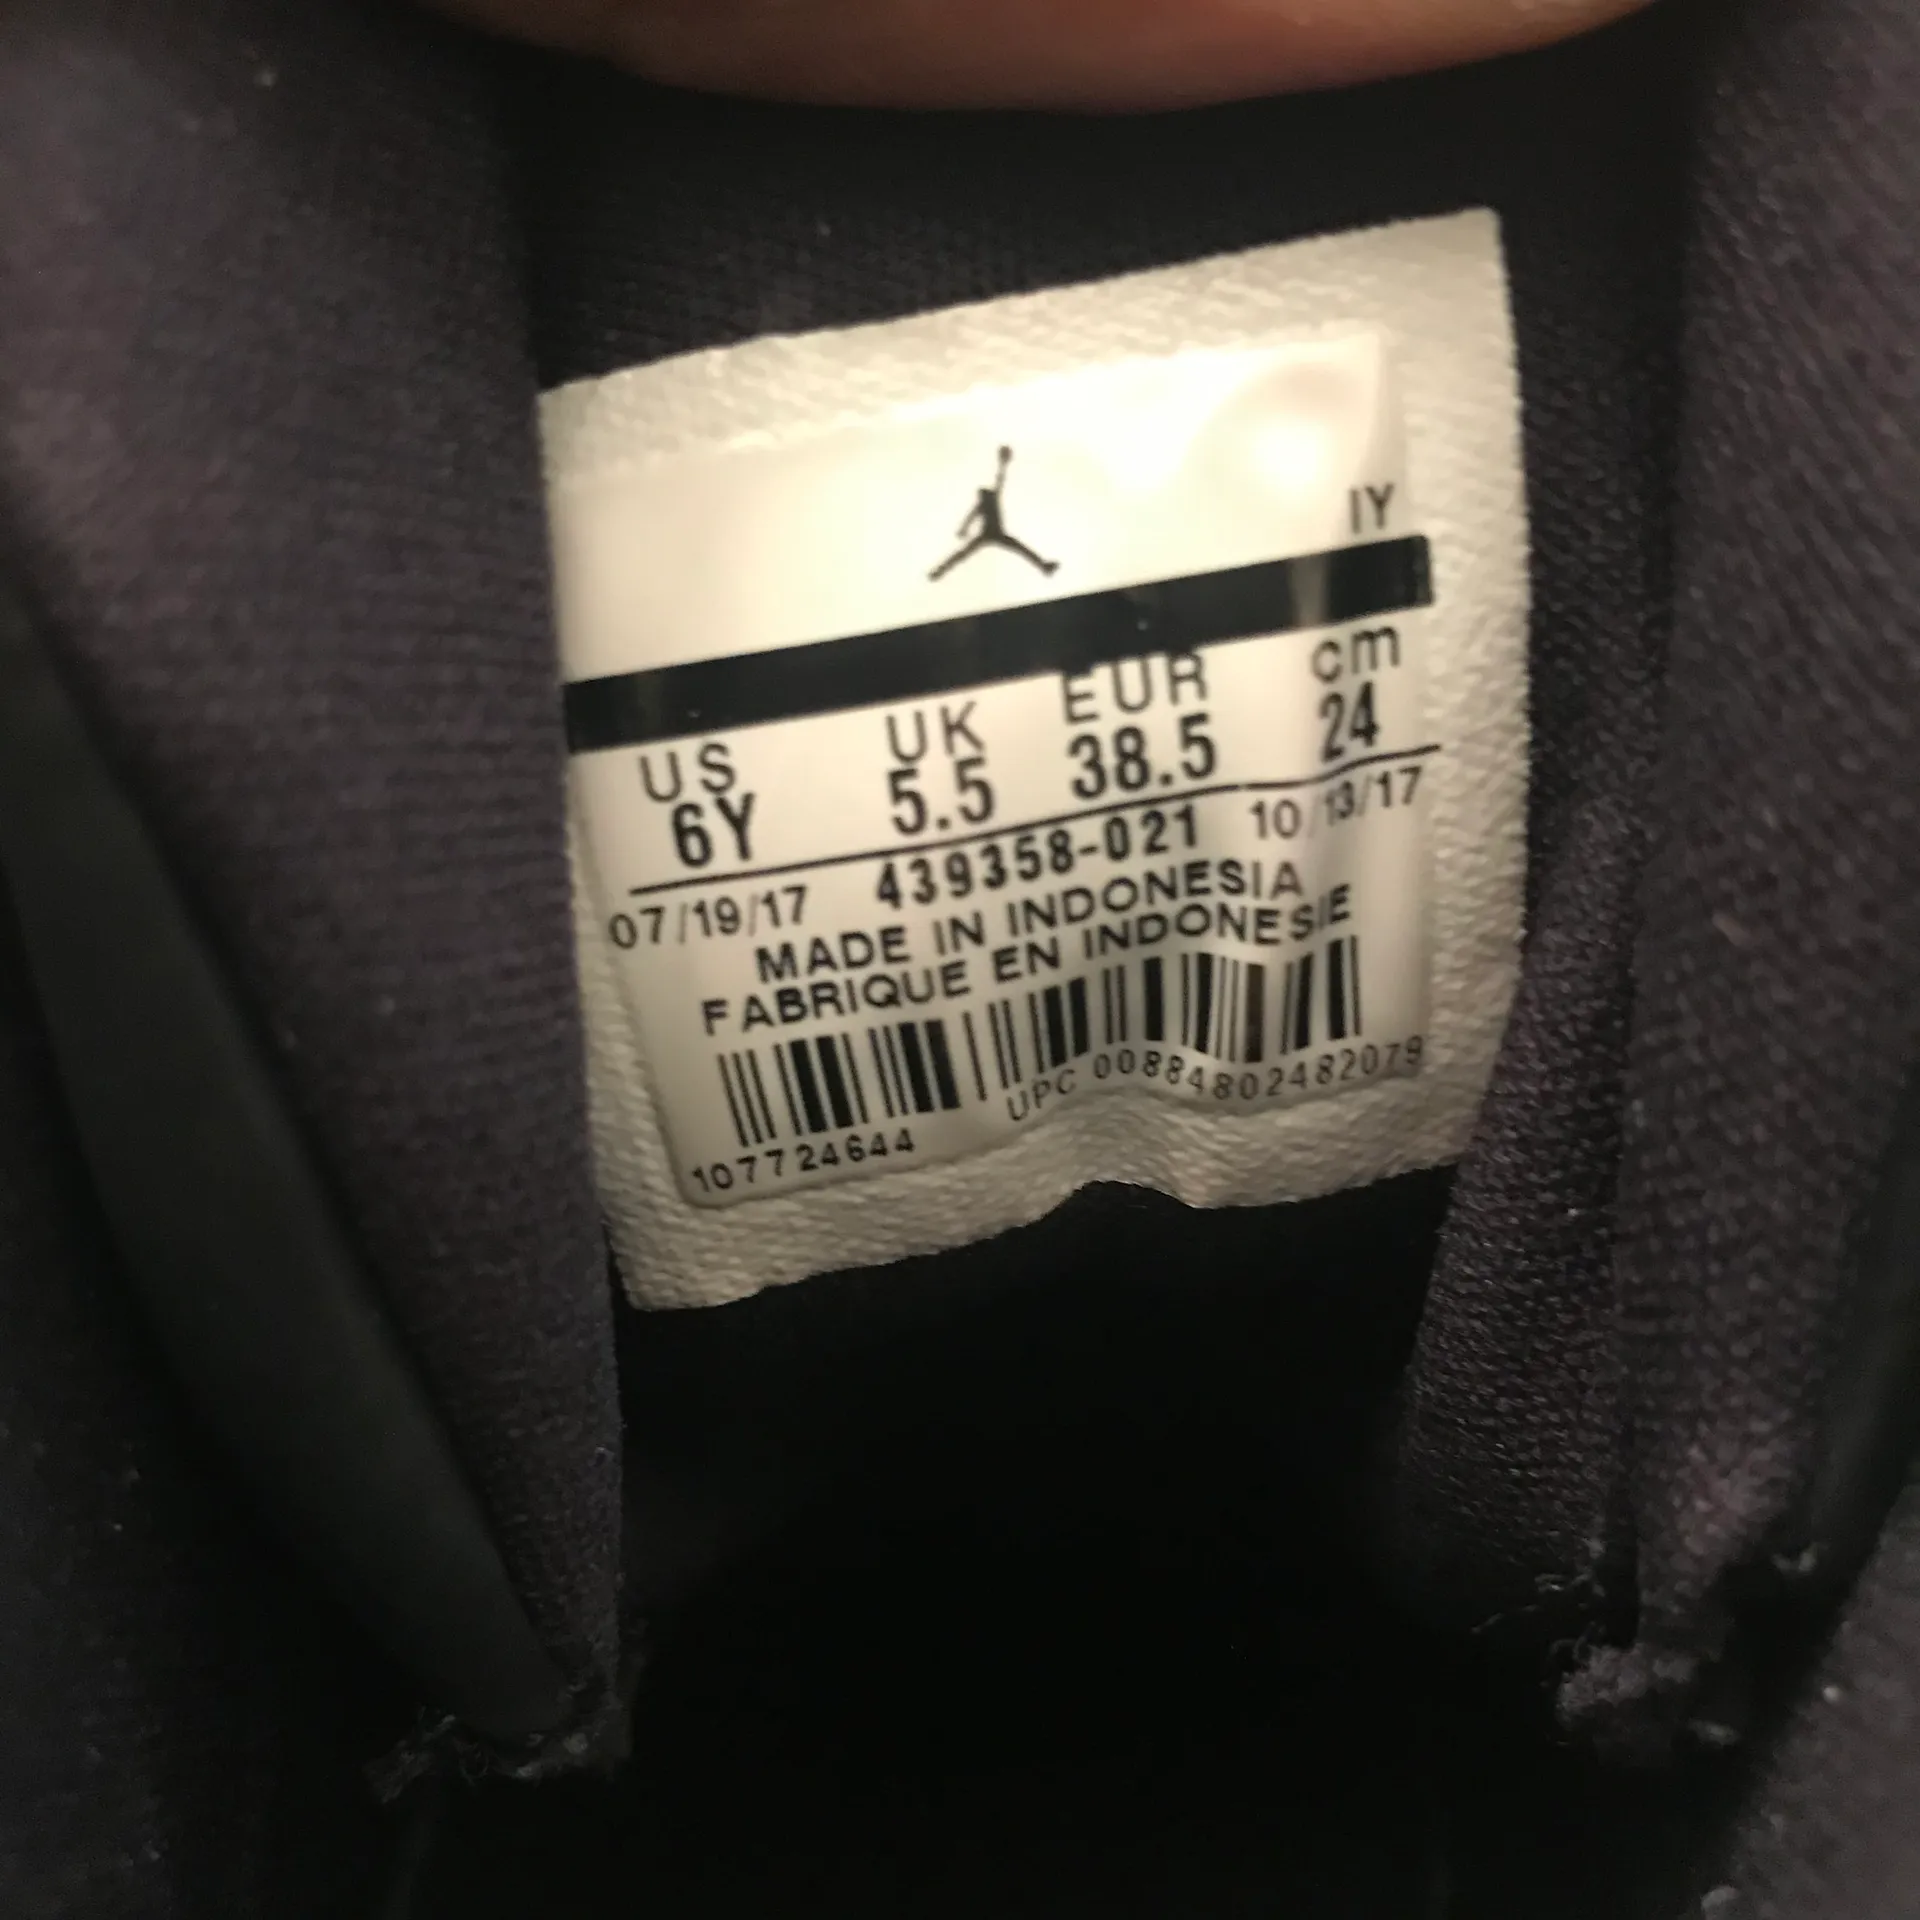 IY
US UK EUR cm
6Y 5.5 38.5 24
07/19/17 439358-021 10/13/17
MADE IN INDONESIA
FABRIQUE EN INDONESIE
107724644 UPC 00884802482079